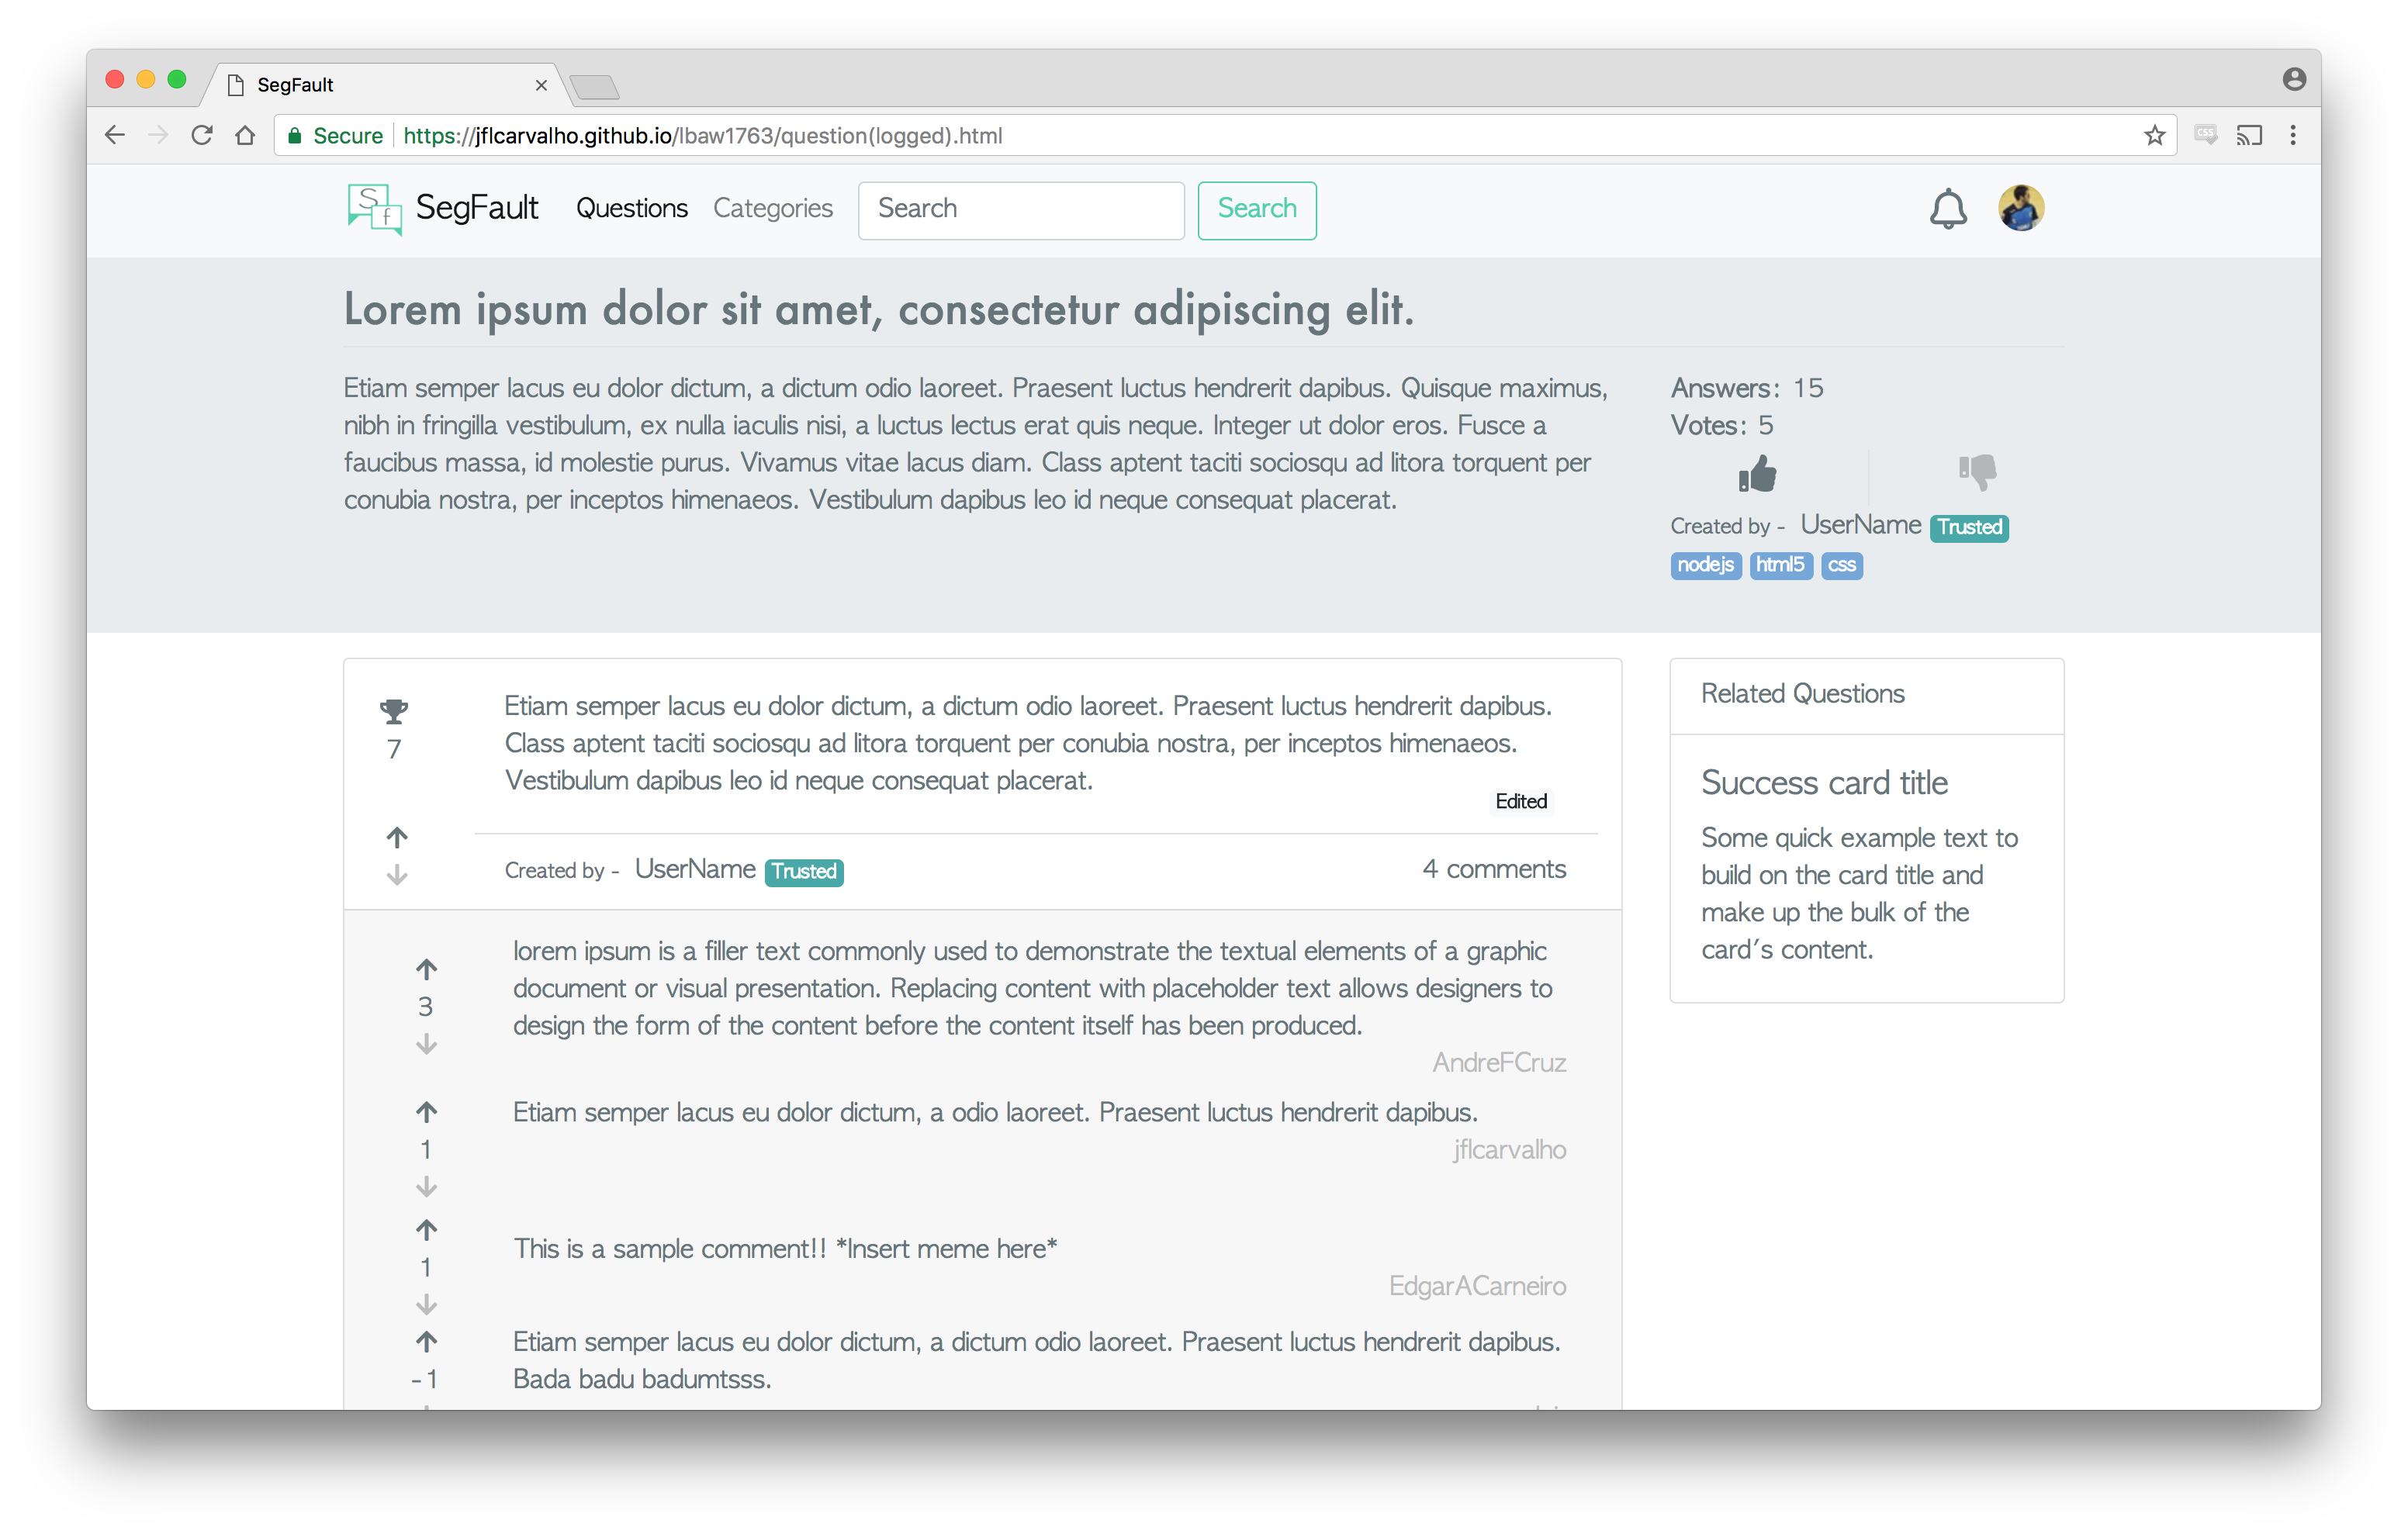 SegFault
Secure https://jflcarvalho.github.io/lbaw1763/question(logged).html
CSS
S f SegFault Questions Categories Search Search
Lorem ipsum dolor sit amet, consectetur adipiscing elit.
Etiam semper lacus eu dolor dictum, a dictum odio laoreet. Praesent luctus hendrerit dapibus. Quisque maximus,
nibh in fringilla vestibulum, ex nulla iaculis nisi, a luctus lectus erat quis neque. Integer ut dolor eros. Fusce a
faucibus massa, id molestie purus. Vivamus vitae lacus diam. Class aptent taciti sociosqu ad litora torquent per
conubia nostra, per inceptos himenaeos. Vestibulum dapibus leo id neque consequat placerat.
Answers: 15
Votes: 5
Created by - UserName Trusted
nodejs html5 css
7
Etiam semper lacus eu dolor dictum, a dictum odio laoreet. Praesent luctus hendrerit dapibus.
Class aptent taciti sociosqu ad litora torquent per conubia nostra, per inceptos himenaeos.
Vestibulum dapibus leo id neque consequat placerat.
Edited
Created by - UserName Trusted 4 comments
3
lorem ipsum is a filler text commonly used to demonstrate the textual elements of a graphic
document or visual presentation. Replacing content with placeholder text allows designers to
design the form of the content before the content itself has been produced.
AndreFCruz
1
Etiam semper lacus eu dolor dictum, a odio laoreet. Praesent luctus hendrerit dapibus.
jflcarvalho
1
This is a sample comment!! *Insert meme here*
EdgarACarneiro
-1
Etiam semper lacus eu dolor dictum, a dictum odio laoreet. Praesent luctus hendrerit dapibus.
Bada badu badumtsss.
Related Questions
Success card title
Some quick example text to
build on the card title and
make up the bulk of the
card's content.